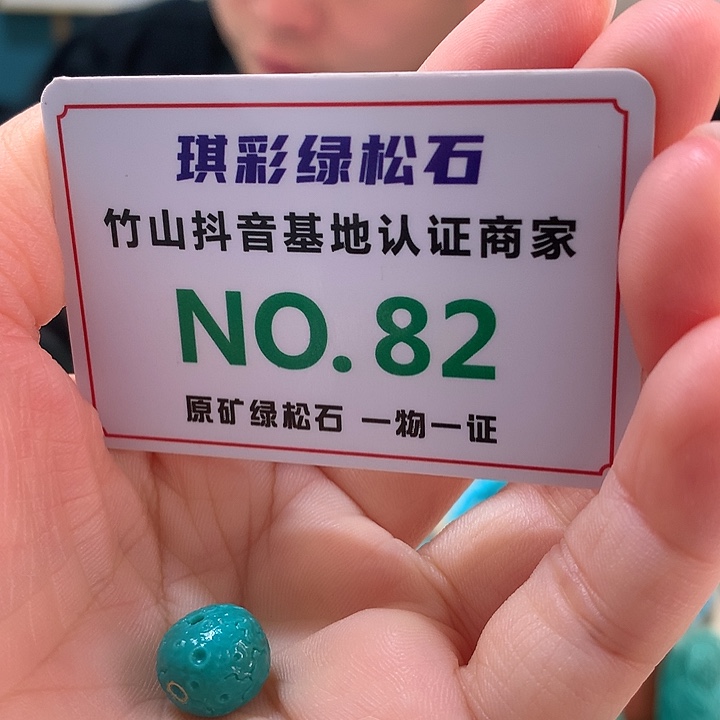 琪彩绿松石
竹山抖音基地认证商家
NO.82
原矿绿松石 一物一证